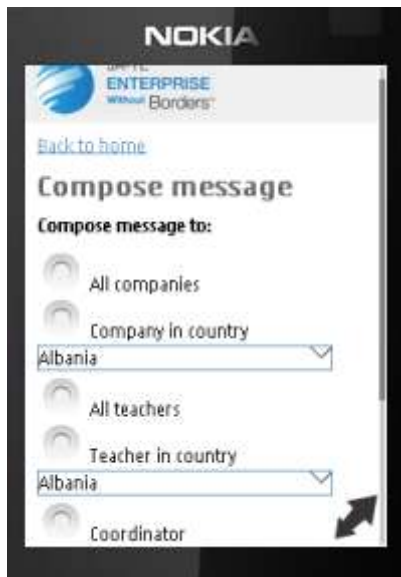 NOKIA
ENTERPRISE
Without Borders
Back to home
Compose message
Compose message to:
All companies
Company in country
Albania
All teachers
Teacher in country
Albania
Coordinator